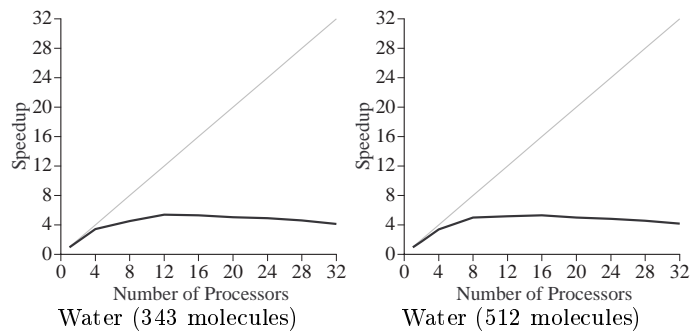 32
28
24
20
16
12
8
4
0
Speedup
0 4 8 12 16 20 24 28 32
Number of Processors
Water (343 molecules)
32
28
24
20
16
12
8
4
0
Speedup
0 4 8 12 16 20 24 28 32
Number of Processors
Water (512 molecules)